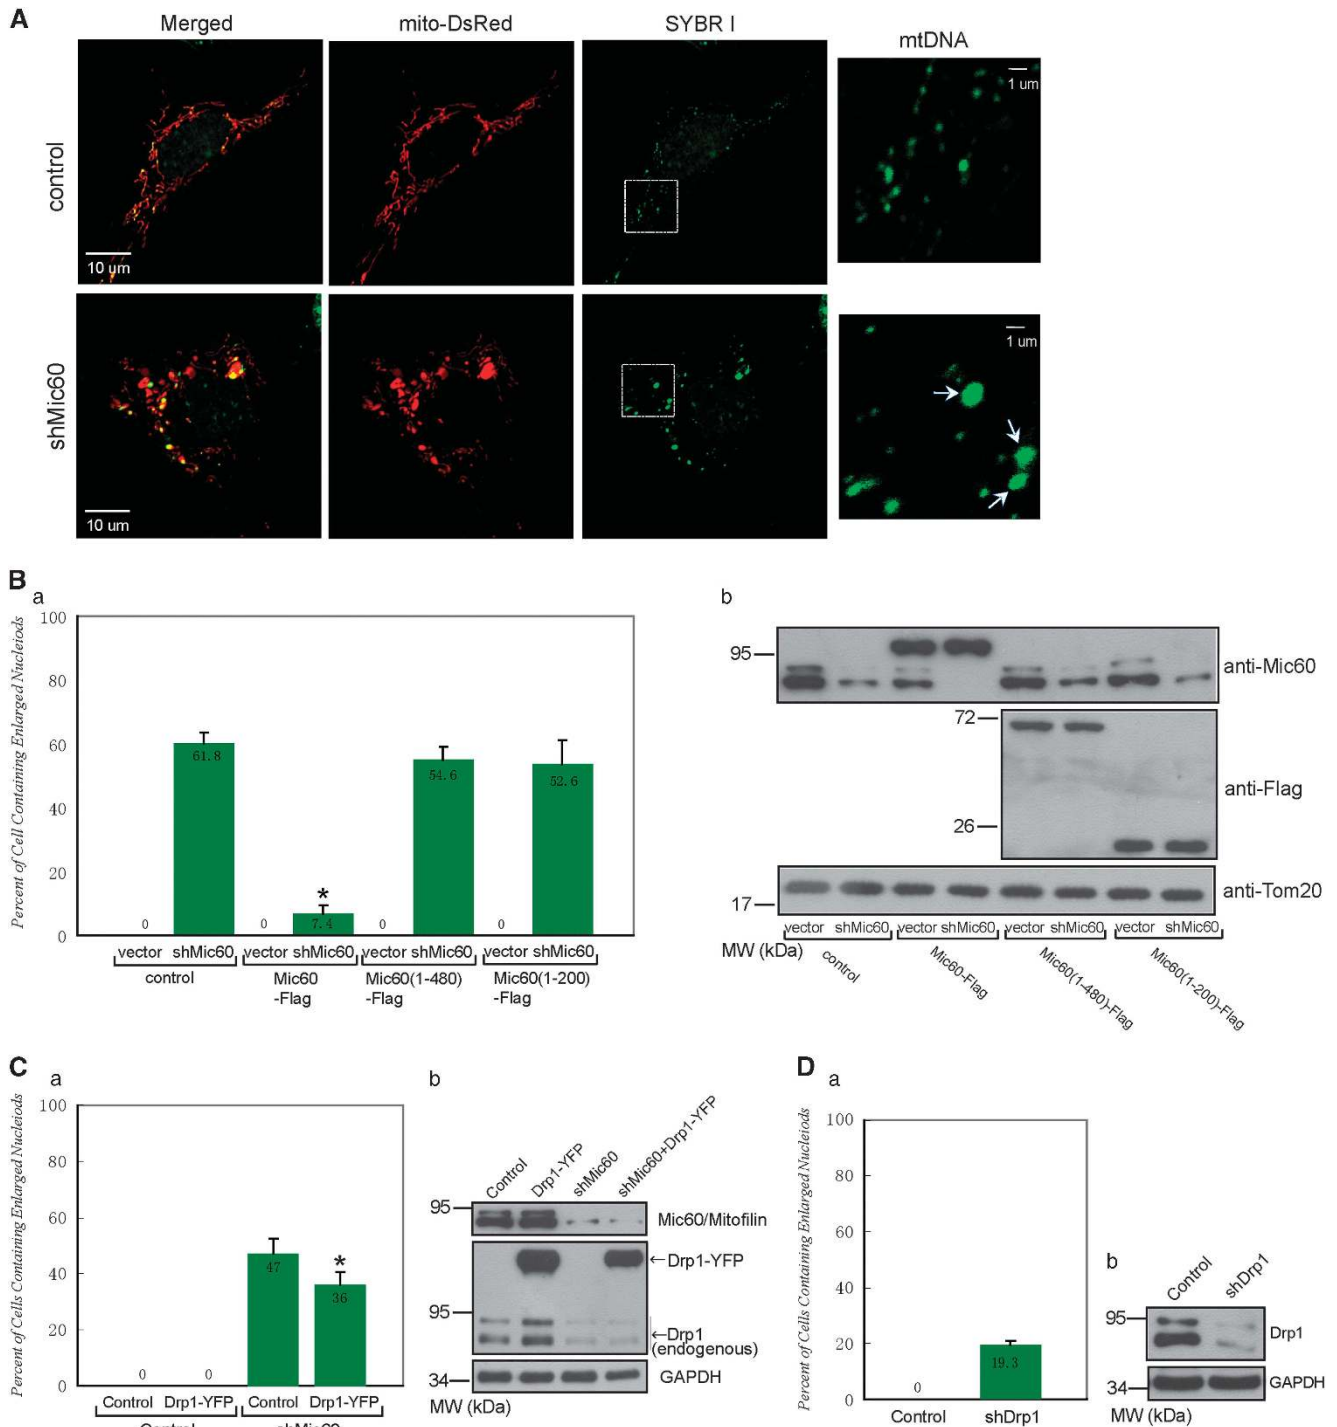 A
Merged
mito-DsRed
SYBR I
mtDNA
control
10 um
1 um
shMic60
10 um
1 um
B
a
Percent of Cell Containing Enlarged Nucleiods
100
80
60
40
20
0
0
61.8
0
7.4
*
0
54.6
0
52.6
vector shMic60 vector shMic60 vector shMic60 vector shMic60
control
Mic60
-Flag
Mic60(1-480)
-Flag
Mic60(1-200)
-Flag
b
95
anti-Mic60
72
26
anti-Flag
17
anti-Tom20
vector shMic60 vector shMic60 vector shMic60 vector shMic60
MW (kDa)
control
Mic60-Flag
Mic60(1-480)-Flag
Mic60(1-200)-Flag
C
a
Percent of Cells Containing Enlarged Nucleiods
100
80
60
40
20
0
0
0
47
*
36
Control Drp1-YFP Control Drp1-YFP
Control
shMic60
b
Control
Drp1-YFP
shMic60
shMic60+Drp1-YFP
95
Mic60/Mitofilin
←Drp1-YFP
95
←Drp1
(endogenous)
34
GAPDH
MW (kDa)
D
a
Percent of Cells Containing Enlarged Nucleiods
100
80
60
40
20
0
0
19.3
Control
shDrp1
b
Control
shDrp1
95
Drp1
34
GAPDH
MW (kDa)